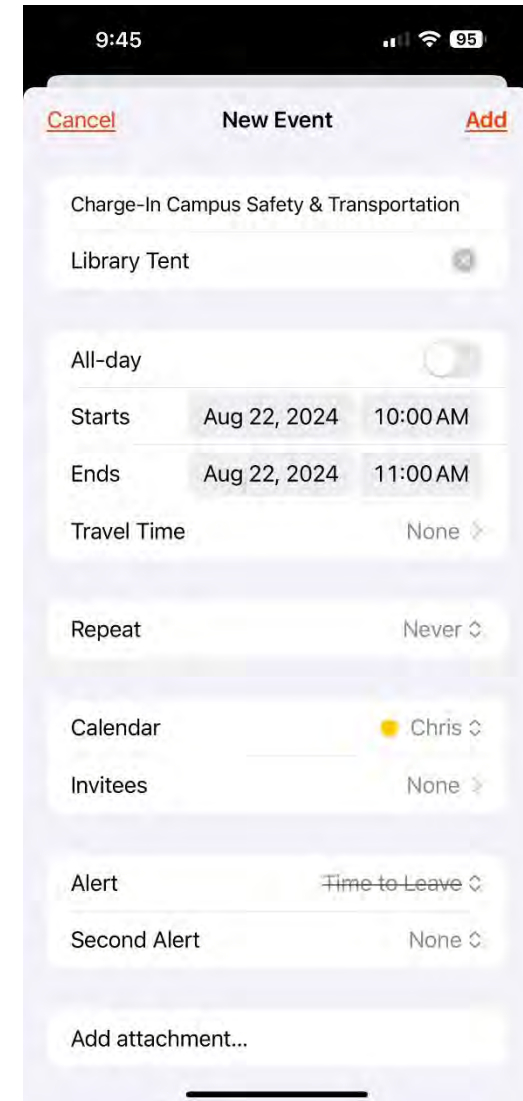 9:45 95
Cancel New Event Add
Charge-In Campus Safety & Transportation
Library Tent
All-day
Starts Aug 22, 2024 10:00 AM
Ends Aug 22, 2024 11:00 AM
Travel Time None
Repeat Never
Calendar Chris
Invitees None
Alert Time to Leave
Second Alert None
Add attachment...